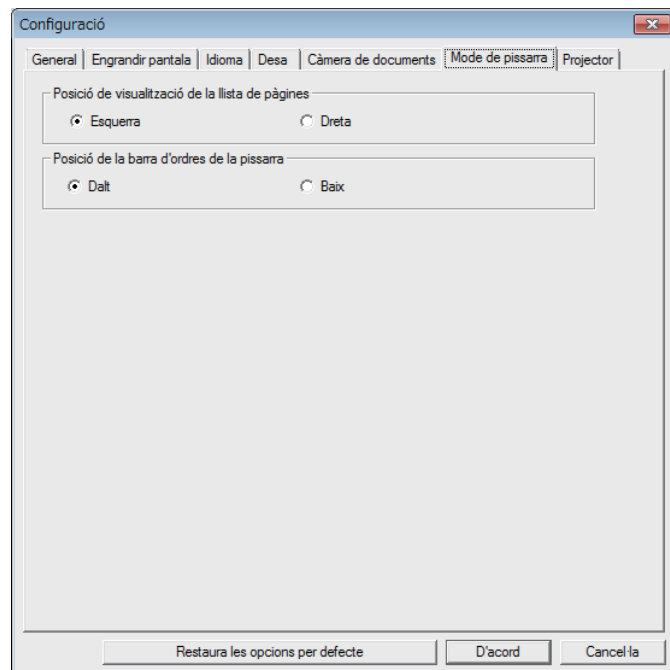 Configuració
General Engrandir pantala Idioma Desa Càmera de documents Mode de pissarra Projector
Posició de visualització de la llista de pàgines
Esquerra Dreta
Posició de la barra d'ordres de la pissarra
Dalt Baix
Restaura les opcions per defecte D'acord Cancel·la